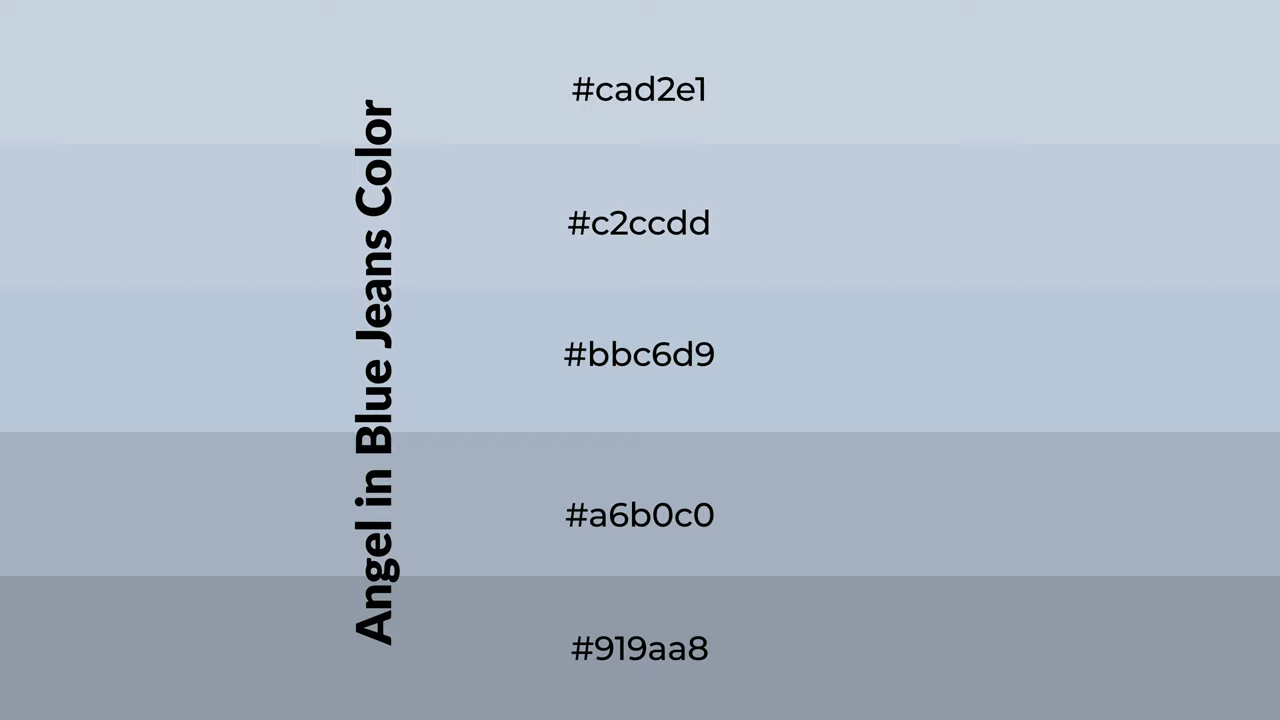 Angel in Blue Jeans Color
#cad2e1
#c2ccdd
#bbc6d9
#a6b0c0
#919aa8